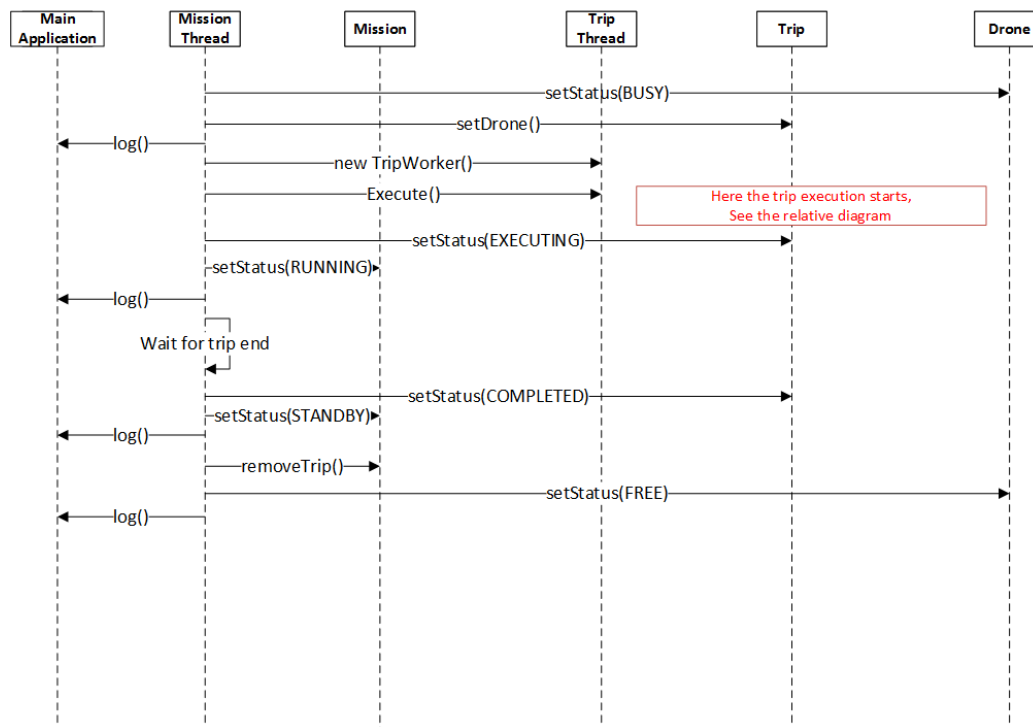 Main
Application
Mission
Thread
Mission
Trip
Thread
Trip
Drone
setStatus(BUSY)
setDrone()
log()
new TripWorker()
Execute()
Here the trip execution starts,
See the relative diagram
setStatus(EXECUTING)
setStatus(RUNNING)
log()
Wait for trip end
setStatus(COMPLETED)
setStatus(STANDBY)
log()
removeTrip()
setStatus(FREE)
log()